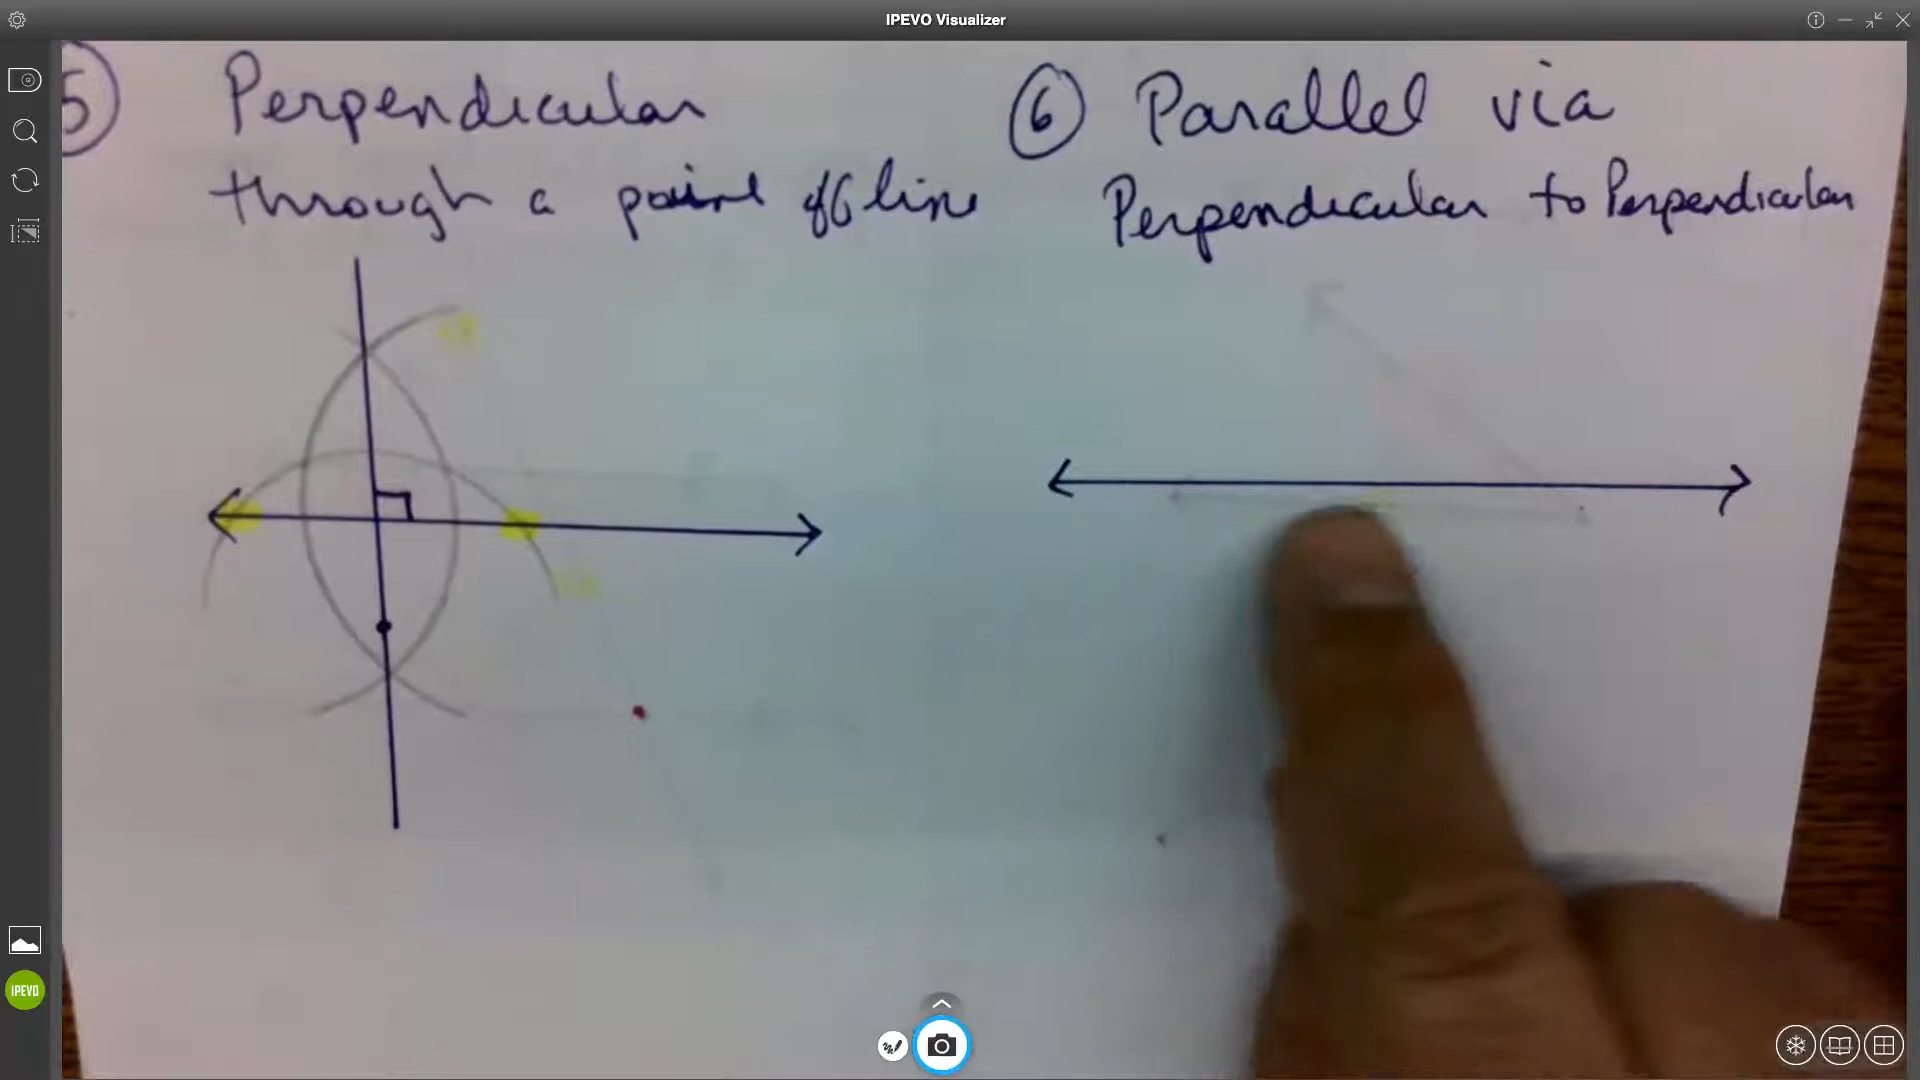 IPEVO Visualizer
5 Perpendicular
through a point off line
6 Parallel via
Perpendicular to Perpendicular
IPEVO